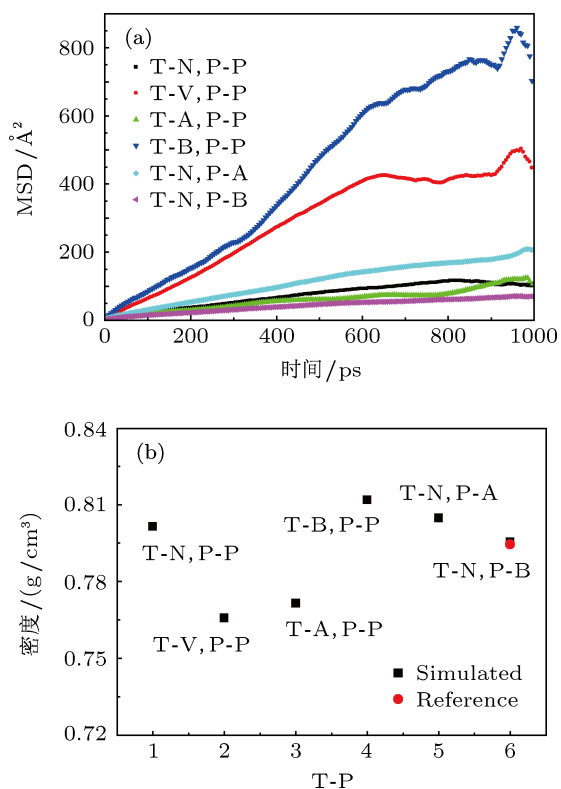 (a)
T-N, P-P
T-V, P-P
T-A, P-P
T-B, P-P
T-N, P-A
T-N, P-B
MSD/Å²
800
600
400
200
0
0 200 400 600 800 1000
时间/ps
(b)
密度/(g/cm³)
0.84
0.81
0.78
0.75
0.72
T-N, P-P
T-V, P-P
T-A, P-P
T-B, P-P
T-N, P-A
T-N, P-B
Simulated
Reference
1 2 3 4 5 6
T-P